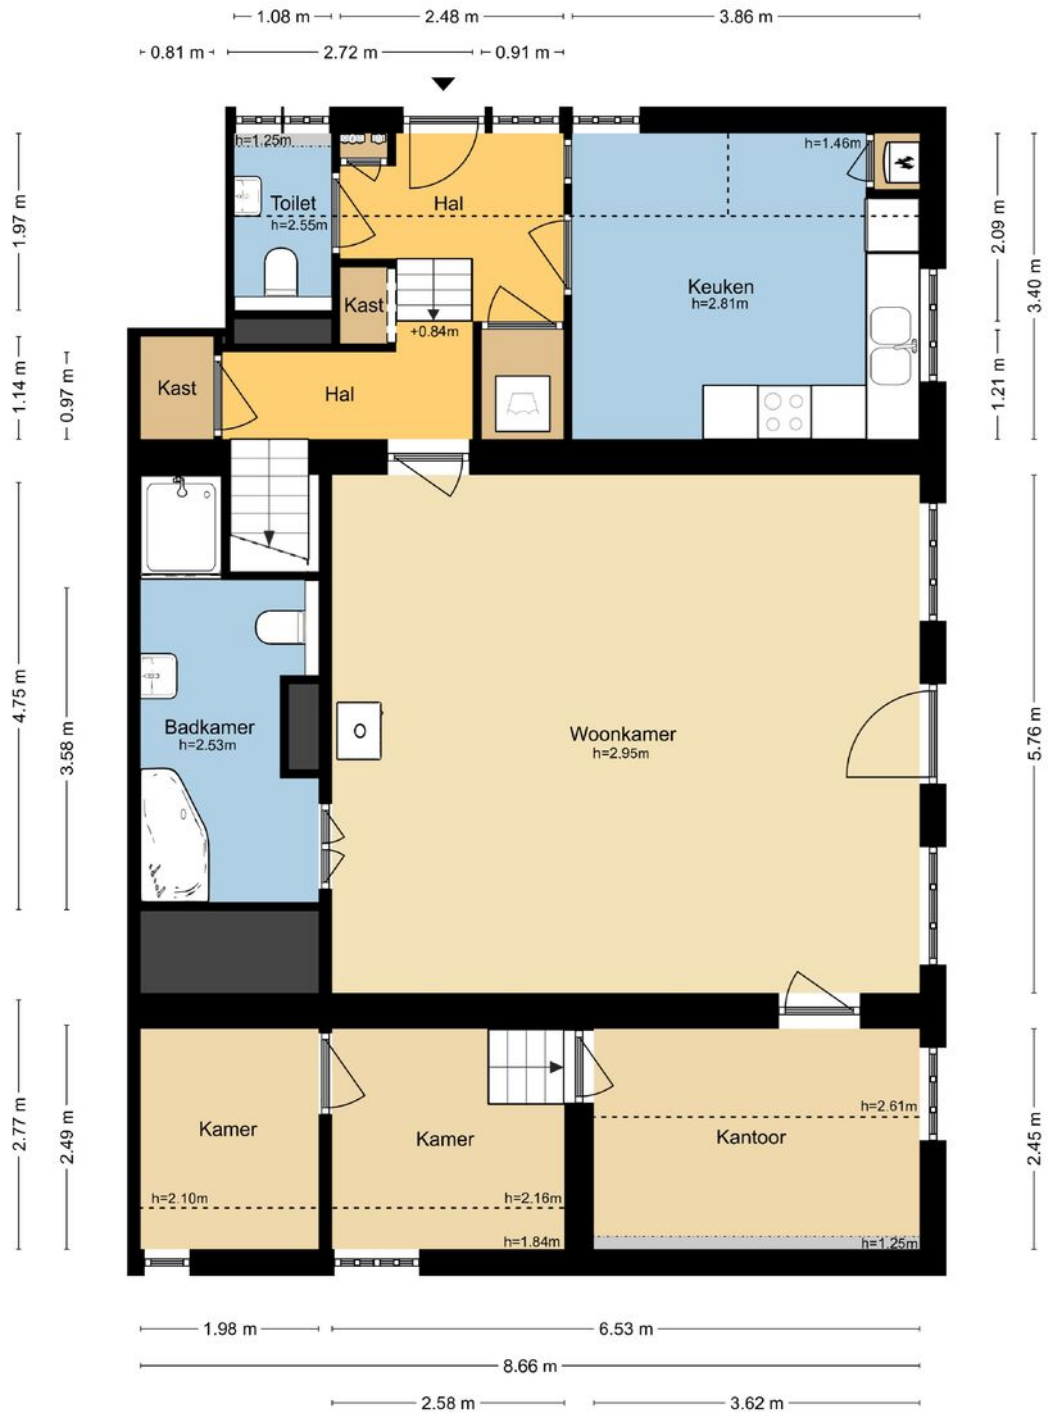 1.08 m
2.48 m
3.86 m
0.81 m
2.72 m
0.91 m
h=1.25m
h=1.46m
Toilet
h=2.55m
Hal
1.97 m
2.09 m
3.40 m
Keuken
h=2.81m
Kast
+0.84m
Kast
Hal
1.14 m
0.97 m
1.21 m
4.75 m
3.58 m
Badkamer
h=2.53m
Woonkamer
h=2.95m
5.76 m
2.77 m
2.49 m
Kamer
Kamer
h=2.61m
Kantoor
2.45 m
h=2.10m
h=2.16m
h=1.84m
h=1.25m
1.98 m
6.53 m
8.66 m
2.58 m
3.62 m